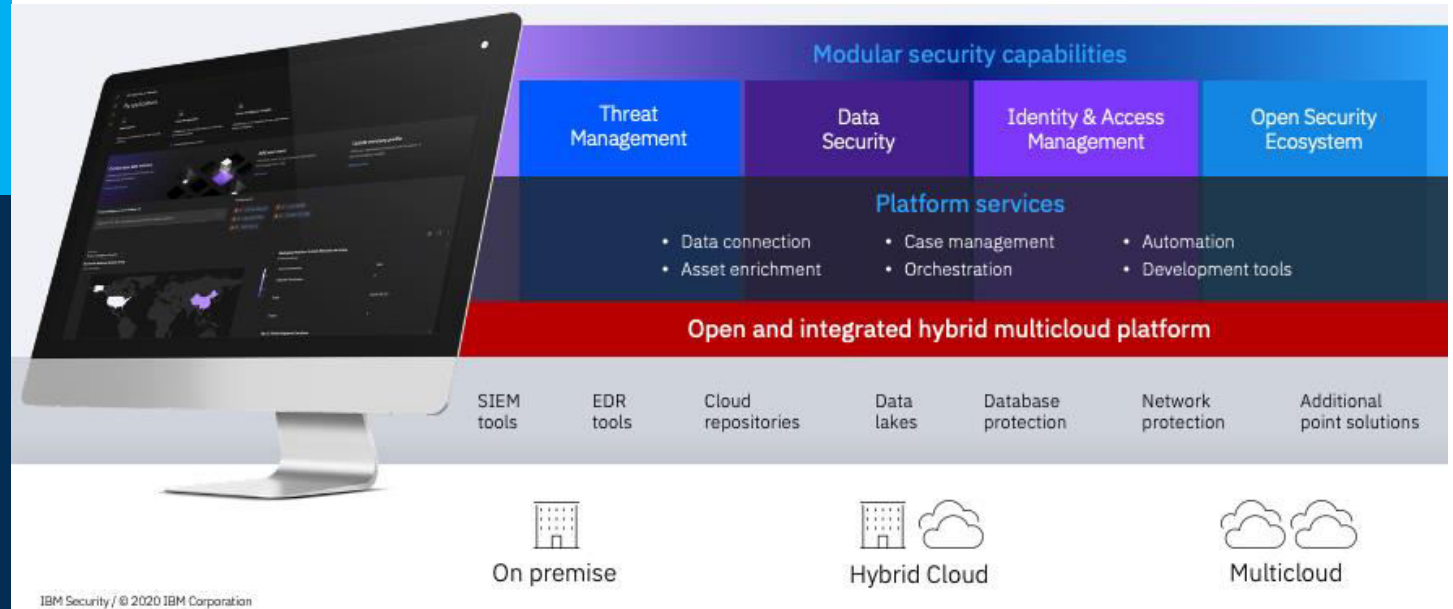 Modular security capabilities
Threat
Management
Data
Security
Identity & Access
Management
Open Security
Ecosystem
Platform services
• Data connection
• Case management
• Automation
• Asset enrichment
• Orchestration
• Development tools
Open and integrated hybrid multicloud platform
SIEM
tools
EDR
tools
Cloud
repositories
Data
lakes
Database
protection
Network
protection
Additional
point solutions
On premise
Hybrid Cloud
Multicloud
IBM Security / © 2020 IBM Corporation